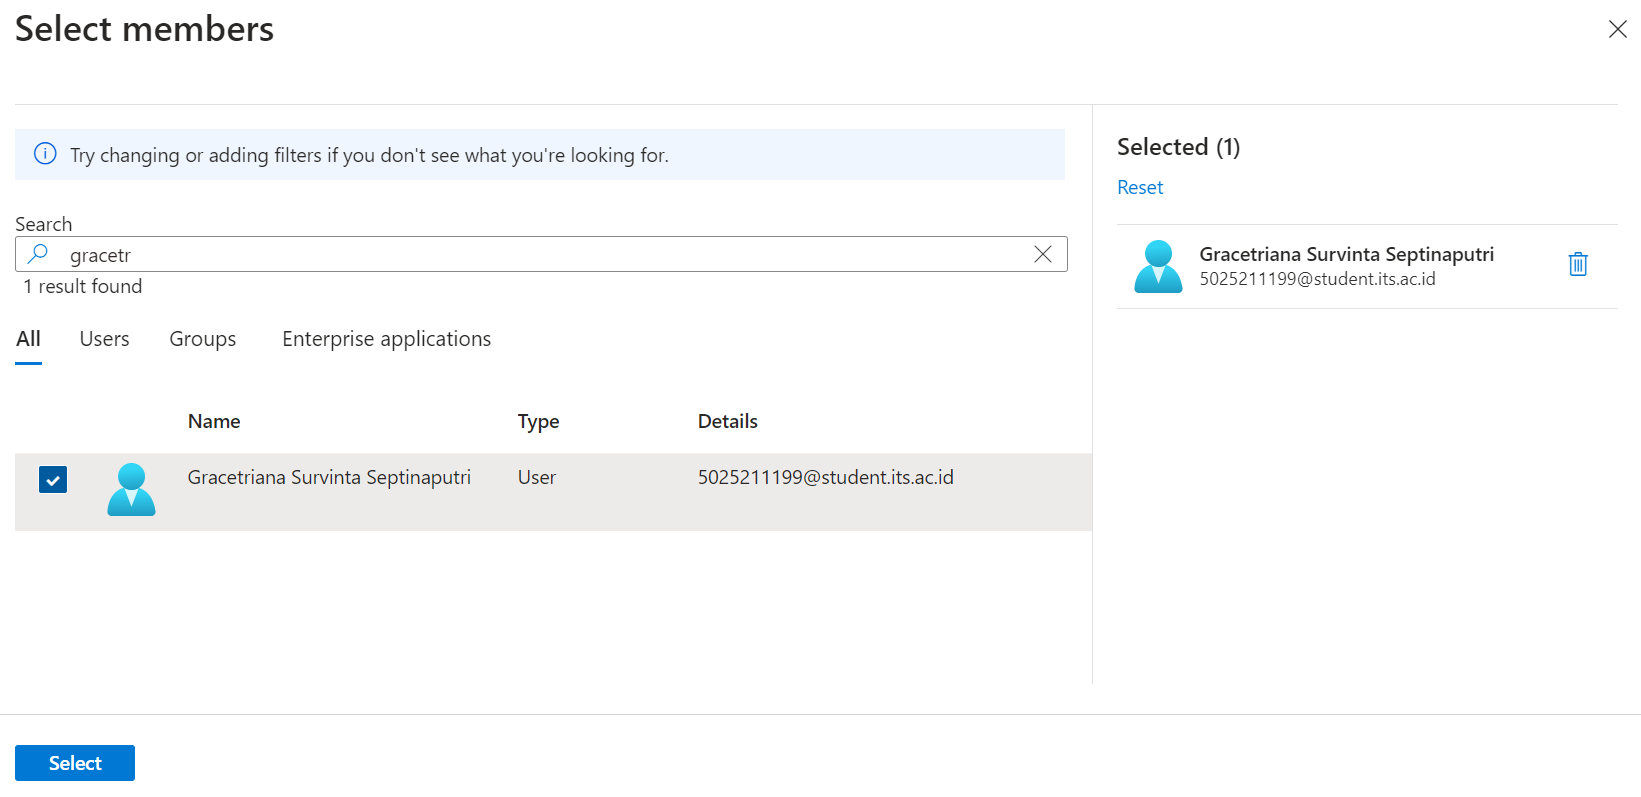 Select members
Try changing or adding filters if you don't see what you're looking for.
Search
gracetr
1 result found
All Users Groups Enterprise applications
Name Type Details
Gracetriana Survinta Septinaputri User 5025211199@student.its.ac.id
Selected (1)
Reset
Gracetriana Survinta Septinaputri
5025211199@student.its.ac.id
Select